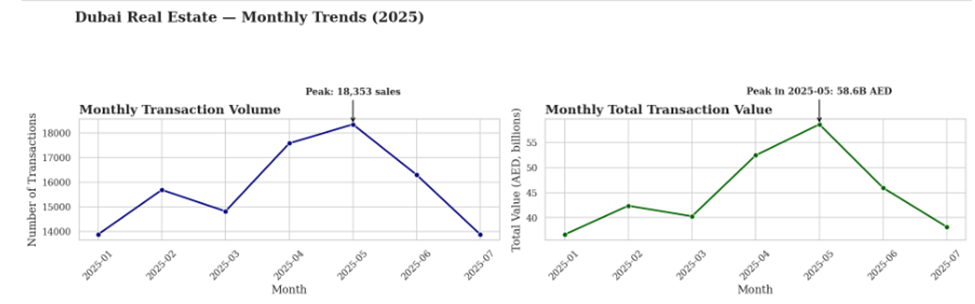 Dubai Real Estate — Monthly Trends (2025)
Peak: 18,353 sales
Monthly Transaction Volume
Number of Transactions
18000
17000
16000
15000
14000
2025-01
2025-02
2025-03
2025-04
2025-05
2025-06
2025-07
Month
Peak in 2025-05: 58.6B AED
Monthly Total Transaction Value
Total Value (AED, billions)
55
50
45
40
2025-01
2025-02
2025-03
2025-04
2025-05
2025-06
2025-07
Month